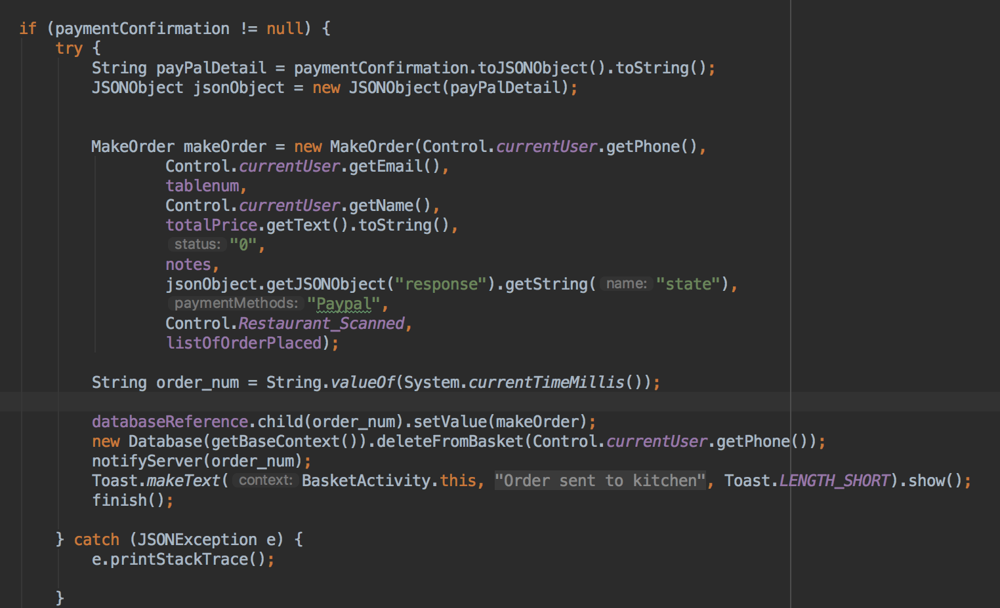 if (paymentConfirmation != null) {
try {
String payPalDetail = paymentConfirmation.toJSONObject().toString();
JSONObject jsonObject = new JSONObject(payPalDetail);
MakeOrder makeOrder = new MakeOrder(Control.currentUser.getPhone(),
Control.currentUser.getEmail(),
tablenum,
Control.currentUser.getName(),
totalPrice.getText().toString(),
status: "0",
notes,
jsonObject.getJSONObject("response").getString( name: "state"),
paymentMethods: "Paypal",
Control.Restaurant_Scanned,
listOfOrderPlaced);
String order_num = String.valueOf(System.currentTimeMillis());
databaseReference.child(order_num).setValue(makeOrder);
new Database(getBaseContext()).deleteFromBasket(Control.currentUser.getPhone());
notifyServer(order_num);
Toast.makeText( context: BasketActivity.this, "Order sent to kitchen", Toast.LENGTH_SHORT).show();
finish();
} catch (JSONException e) {
e.printStackTrace();
}